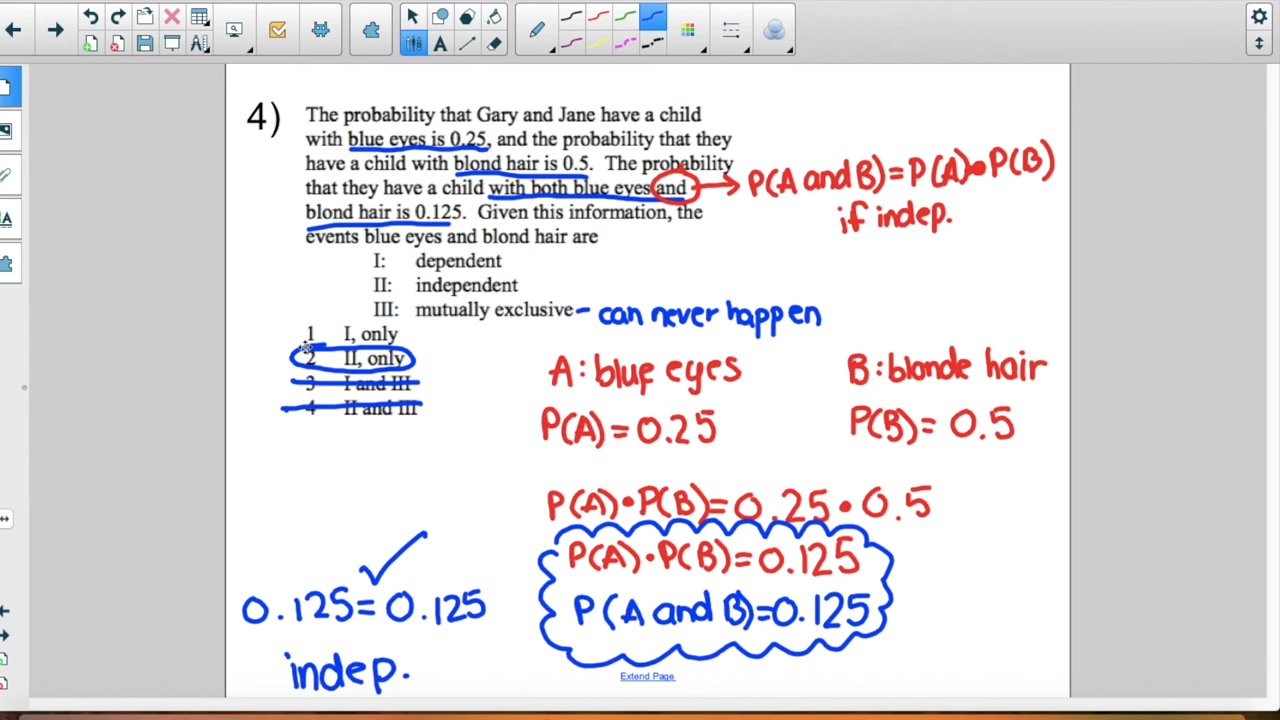 4)
The probability that Gary and Jane have a child
with blue eyes is 0.25, and the probability that they
have a child with blond hair is 0.5. The probability
that they have a child with both blue eyes and
blond hair is 0.125. Given this information, the
events blue eyes and blond hair are
P(A and B)=P(A)•P(B)
if indep.
I: dependent
II: independent
III: mutually exclusive - can never happen
1 I, only
2 II, only
3 I and III
4 II and III
A: blue eyes
P(A)=0.25
B: blonde hair
P(B)= 0.5
P(A)•P(B)=0.25•0.5
P(A)•P(B)=0.125
P(A and B)=0.125
0.125=0.125 ✓
indep.
Extend Page